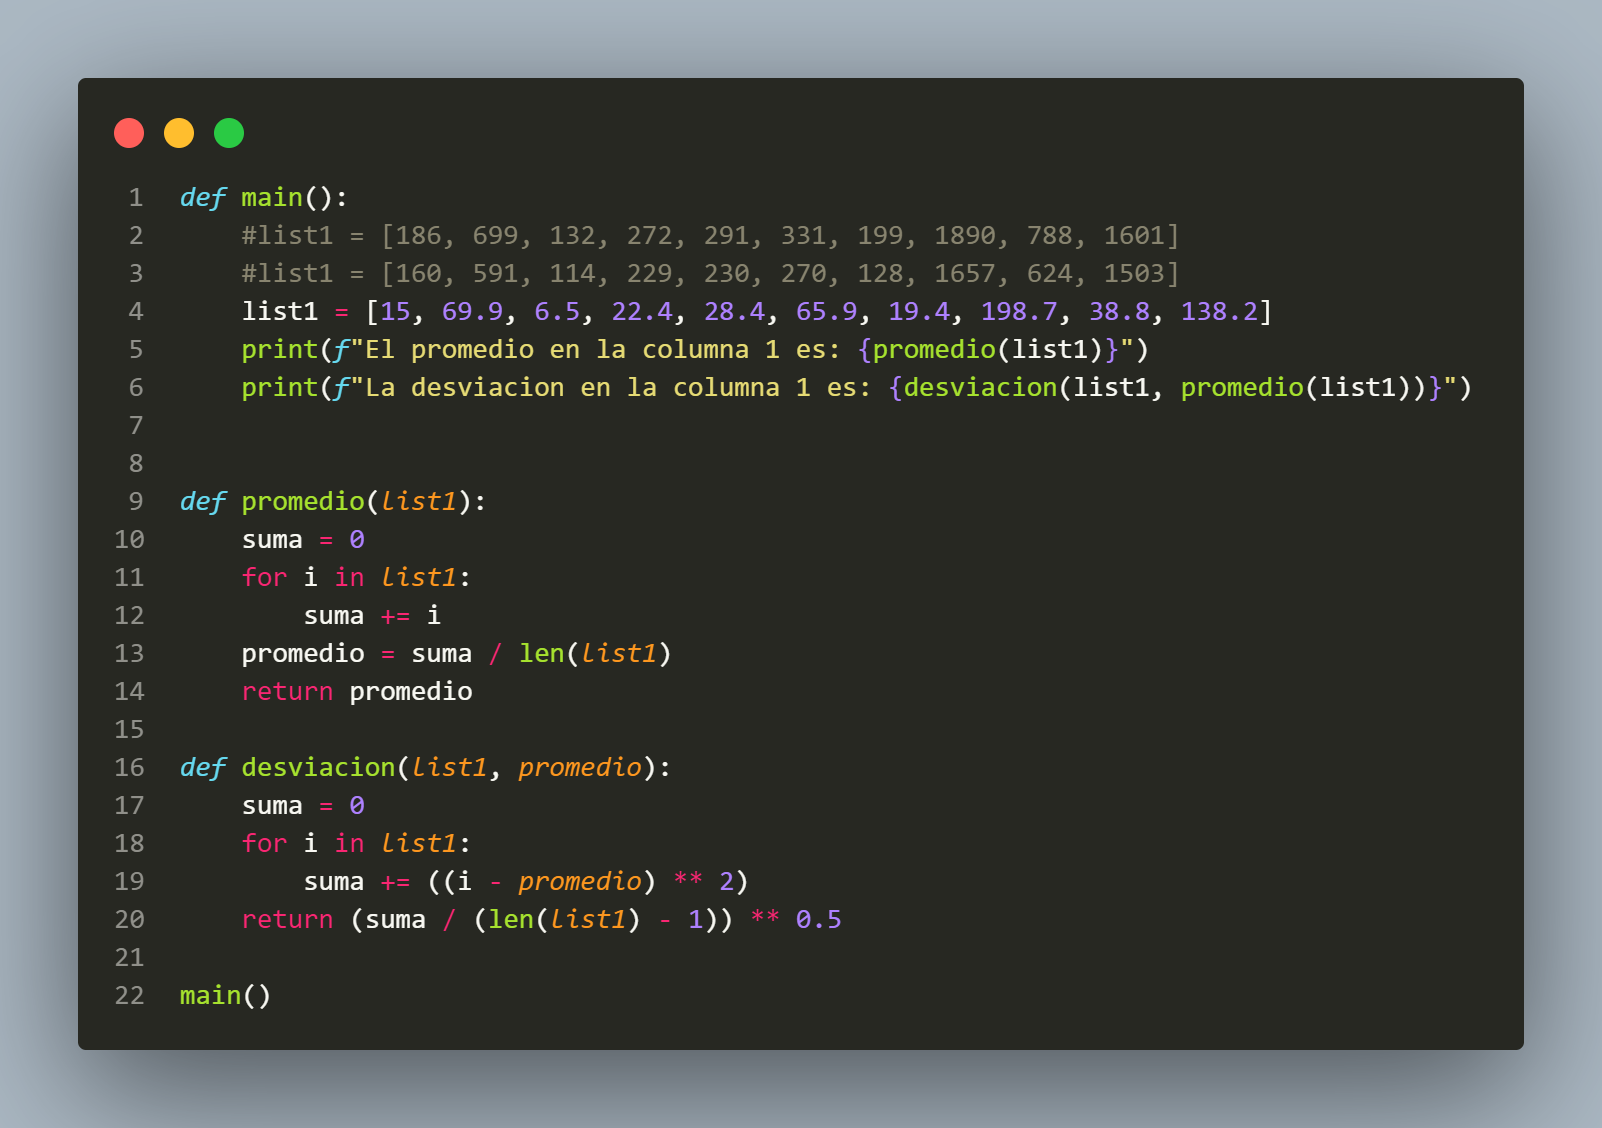 1 def main():
2     #list1 = [186, 699, 132, 272, 291, 331, 199, 1890, 788, 1601]
3     #list1 = [160, 591, 114, 229, 230, 270, 128, 1657, 624, 1503]
4     list1 = [15, 69.9, 6.5, 22.4, 28.4, 65.9, 19.4, 198.7, 38.8, 138.2]
5     print(f"El promedio en la columna 1 es: {promedio(list1)}")
6     print(f"La desviacion en la columna 1 es: {desviacion(list1, promedio(list1))}")
7
8
9 def promedio(list1):
10     suma = 0
11     for i in list1:
12         suma += i
13     promedio = suma / len(list1)
14     return promedio
15
16 def desviacion(list1, promedio):
17     suma = 0
18     for i in list1:
19         suma += ((i - promedio) ** 2)
20     return (suma / (len(list1) - 1)) ** 0.5
21
22 main()